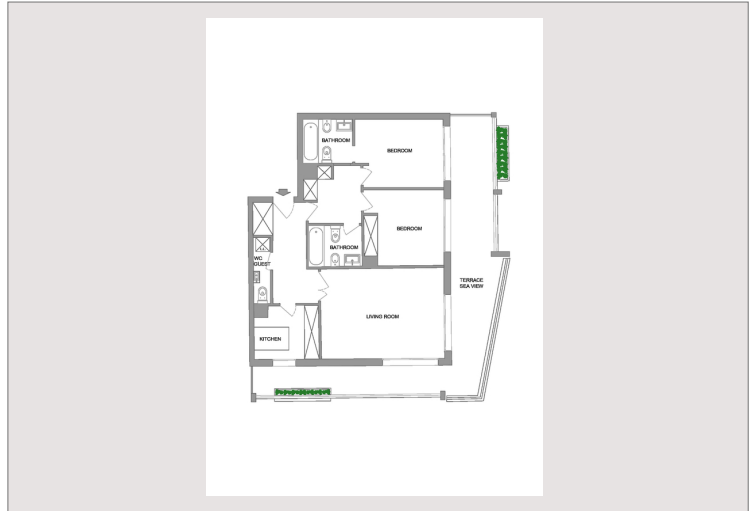 BATHROOM
BEDROOM
BEDROOM
BATHROOM
WC
GUEST
TERRACE
SEA VIEW
LIVING ROOM
KITCHEN